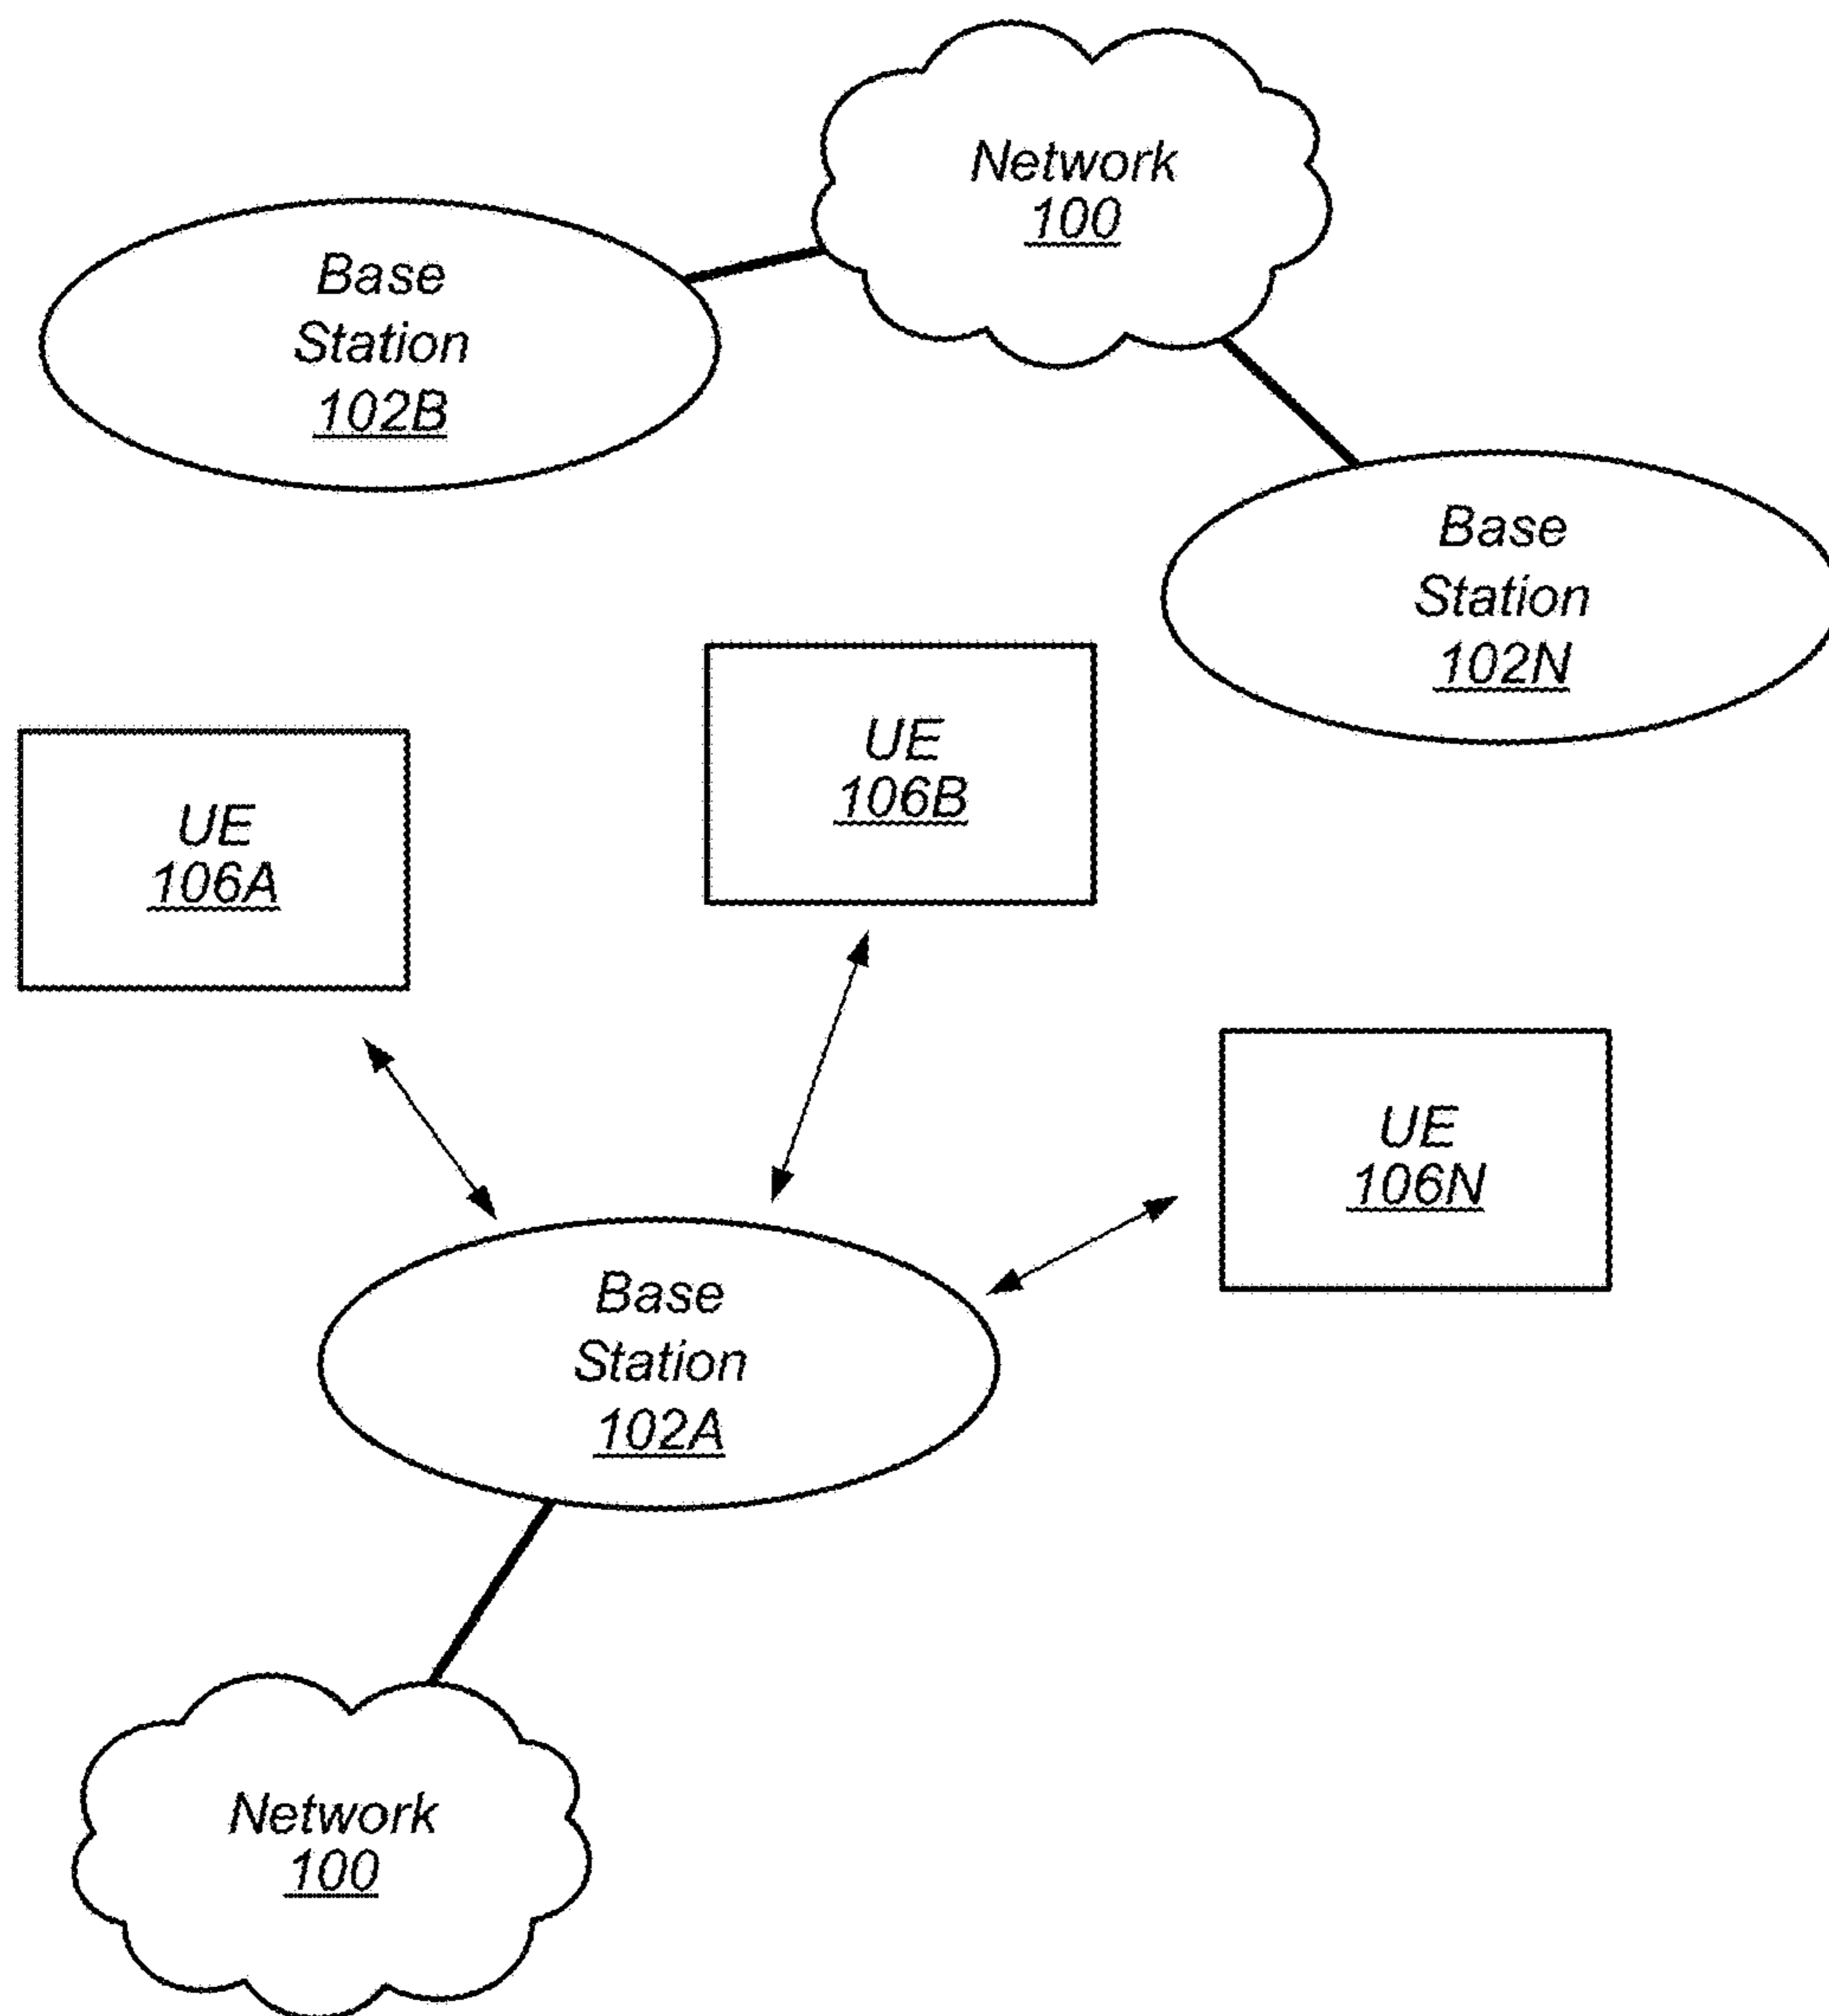 Network
100
Base
Station
102B
Base
Station
102N
UE
106B
UE
106A
UE
106N
Base
Station
102A
Network
100